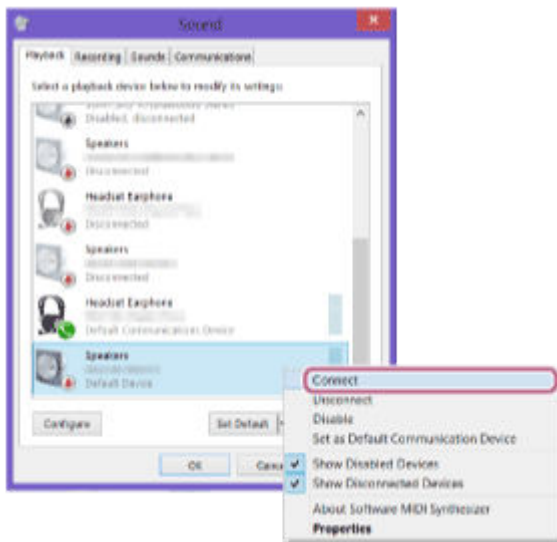 Sound
Playback Recording Sounds Communications
Select a playback device below to modify its settings:
Disabled, disconnected
Speakers
Disconnected
Headset Earphone
Disconnected
Speakers
Disconnected
Headset Earphone
Default Communications Device
Speakers
Default Device
Configure Set Default
OK Cance
Connect
Disconnect
Disable
Set as Default Communication Device
Show Disabled Devices
Show Disconnected Devices
About Software MIDI Synthesizer
Properties